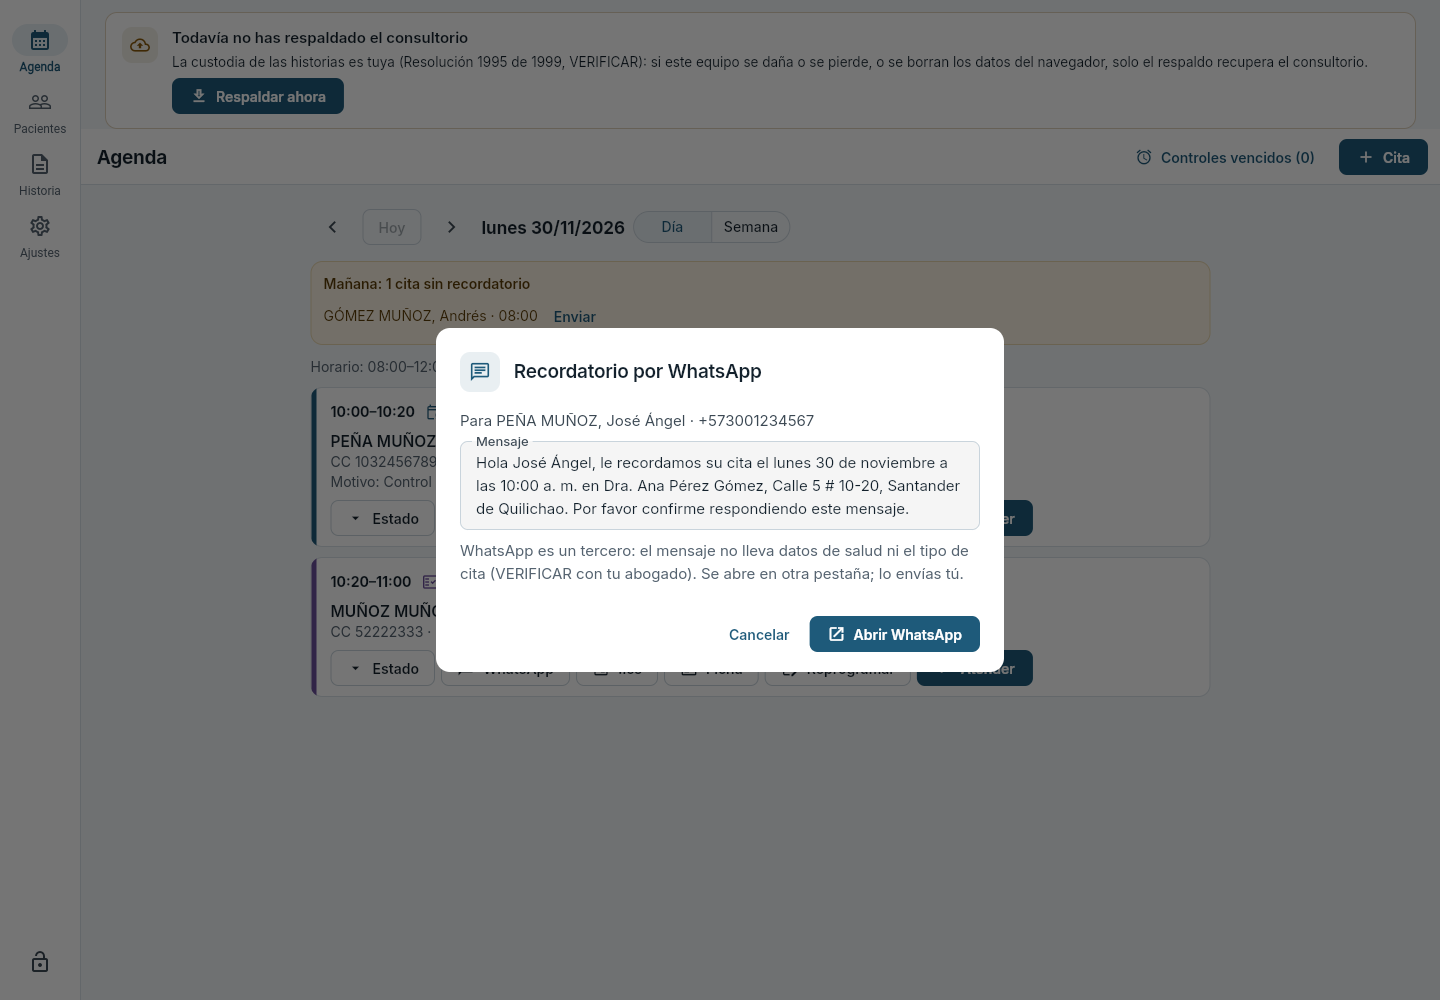 Todavía no has respaldado el consultorio
La custodia de las historias es tuya (Resolución 1995 de 1999, VERIFICAR): si este equipo se daña o se pierde, o se borran los datos del navegador, solo el respaldo recupera el consultorio.
Respaldar ahora
Agenda
Pacientes
Historia
Ajustes
Agenda
Controles vencidos (0)
Cita
Hoy
lunes 30/11/2026
Día
Semana
Mañana: 1 cita sin recordatorio
GÓMEZ MUÑOZ, Andrés · 08:00
Enviar
Horario: 08:00–12:0
10:00–10:20
PEÑA MUÑOZ
CC 1032456789
Motivo: Control
Estado
10:20–11:00
MUÑOZ
CC 52222333 ·
Estado
WhatsApp
Reprogramar
Recordatorio por WhatsApp
Para PEÑA MUÑOZ, José Ángel · +573001234567
Mensaje
Hola José Ángel, le recordamos su cita el lunes 30 de noviembre a
las 10:00 a. m. en Dra. Ana Pérez Gómez, Calle 5 # 10-20, Santander
de Quilichao. Por favor confirme respondiendo este mensaje.
WhatsApp es un tercero: el mensaje no lleva datos de salud ni el tipo de
cita (VERIFICAR con tu abogado). Se abre en otra pestaña; lo envías tú.
Cancelar
Abrir WhatsApp